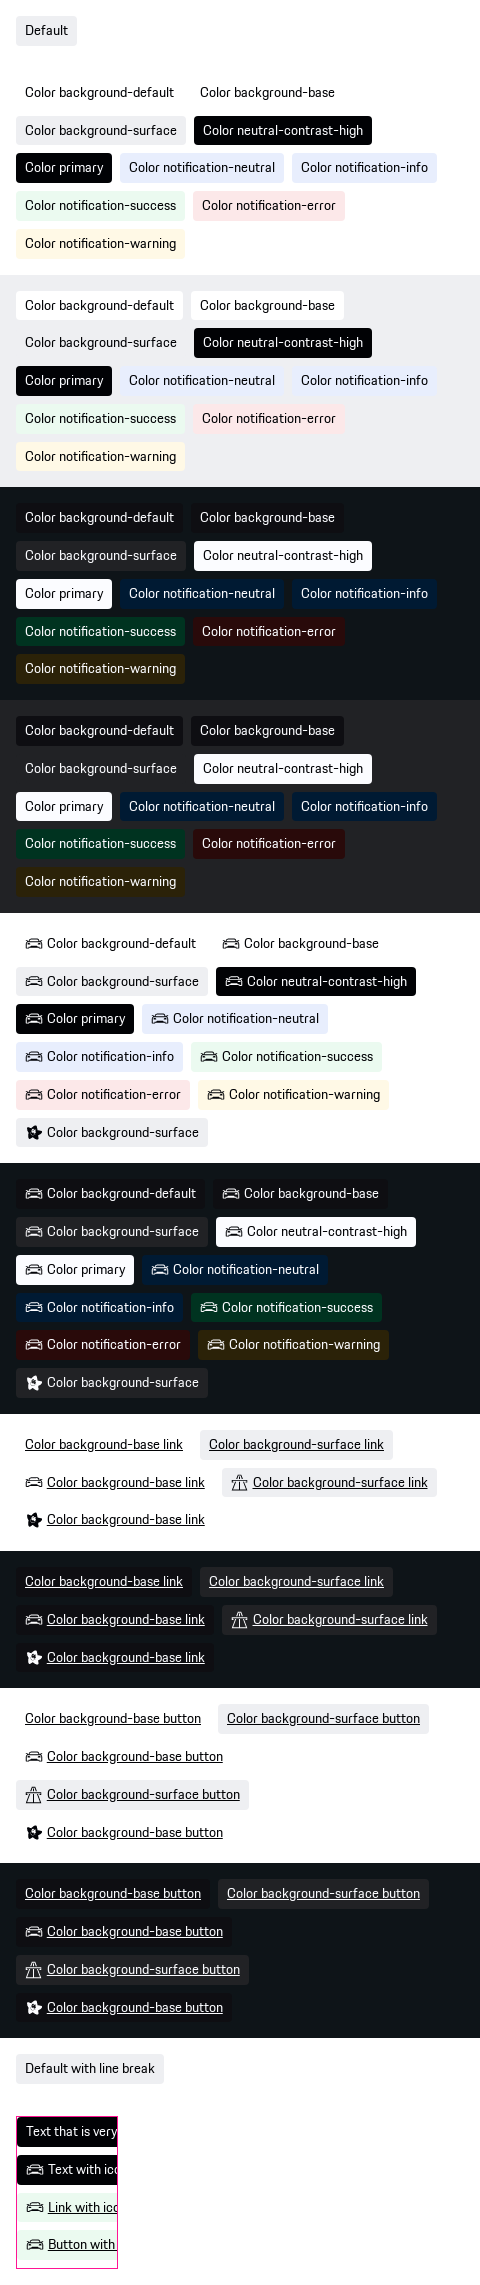 Default
Color background-default Color background-base
Color background-surface Color neutral-contrast-high
Color primary Color notification-neutral Color notification-info
Color notification-success Color notification-error
Color notification-warning
Color background-default Color background-base
Color background-surface Color neutral-contrast-high
Color primary Color notification-neutral Color notification-info
Color notification-success Color notification-error
Color notification-warning
Color background-default Color background-base
Color background-surface Color neutral-contrast-high
Color primary Color notification-neutral Color notification-info
Color notification-success Color notification-error
Color notification-warning
Color background-default Color background-base
Color background-surface Color neutral-contrast-high
Color primary Color notification-neutral Color notification-info
Color notification-success Color notification-error
Color notification-warning
Color background-default Color background-base
Color background-surface Color neutral-contrast-high
Color primary Color notification-neutral
Color notification-info Color notification-success
Color notification-error Color notification-warning
Color background-surface
Color background-default Color background-base
Color background-surface Color neutral-contrast-high
Color primary Color notification-neutral
Color notification-info Color notification-success
Color notification-error Color notification-warning
Color background-surface
Color background-base link Color background-surface link
Color background-base link Color background-surface link
Color background-base link
Color background-base link Color background-surface link
Color background-base link Color background-surface link
Color background-base link
Color background-base button Color background-surface button
Color background-base button
Color background-surface button
Color background-base button
Color background-base button Color background-surface button
Color background-base button
Color background-surface button
Color background-base button
Default with line break
Text that is very
Text with ico
Link with ico
Button with